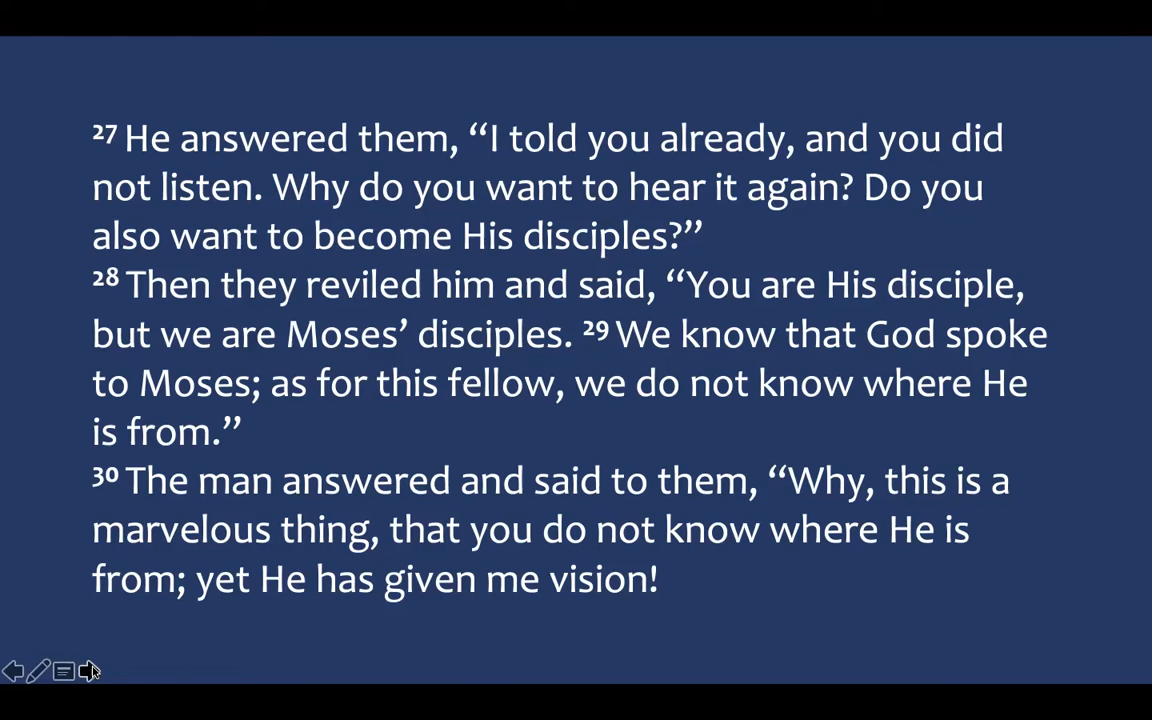 27 He answered them, “I told you already, and you did
not listen. Why do you want to hear it again? Do you
also want to become His disciples?”
28 Then they reviled him and said, “You are His disciple,
but we are Moses’ disciples. 29 We know that God spoke
to Moses; as for this fellow, we do not know where He
is from.”
30 The man answered and said to them, “Why, this is a
marvelous thing, that you do not know where He is
from; yet He has given me vision!